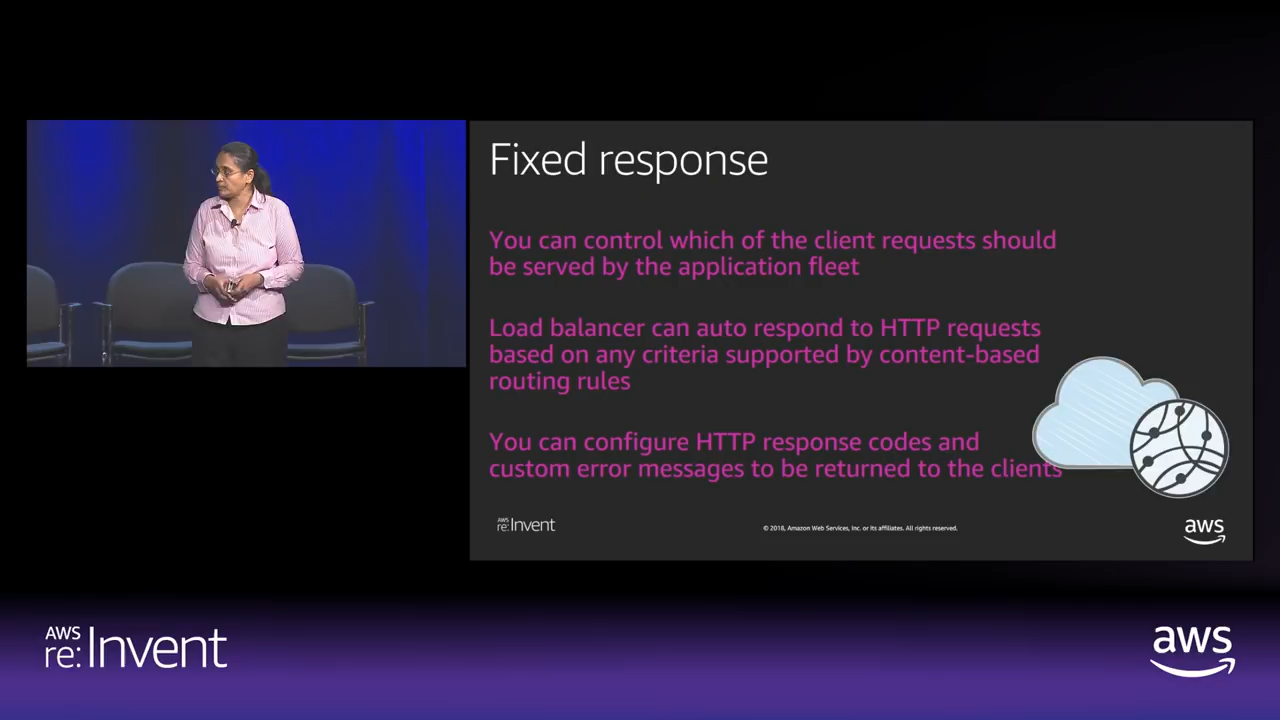 Fixed response
You can control which of the client requests should
be served by the application fleet
Load balancer can auto respond to HTTP requests
based on any criteria supported by content-based
routing rules
You can configure HTTP response codes and
custom error messages to be returned to the clients
AWS
re:Invent
© 2018, Amazon Web Services, Inc. or its affiliates. All rights reserved.
aws
AWS
re:Invent
aws